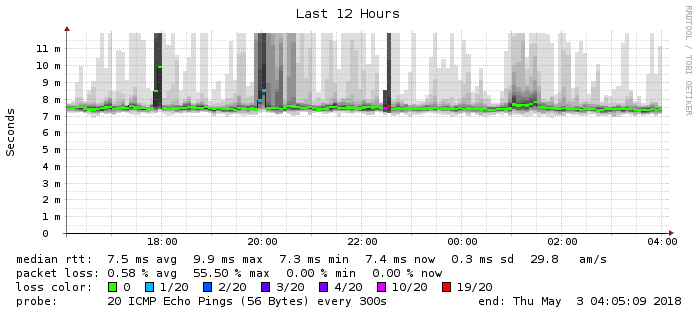 Last 12 Hours
RRDTOOL / TOBI OETIKER
Seconds
11 m
10 m
9 m
8 m
7 m
6 m
5 m
4 m
3 m
2 m
1 m
0
18:00 20:00 22:00 00:00 02:00 04:00
median rtt: 7.5 ms avg 9.9 ms max 7.3 ms min 7.4 ms now 0.3 ms sd 29.8 am/s
packet loss: 0.58 % avg 55.50 % max 0.00 % min 0.00 % now
loss color: 0 1/20 2/20 3/20 4/20 10/20 19/20
probe: 20 ICMP Echo Pings (56 Bytes) every 300s end: Thu May 3 04:05:09 2018